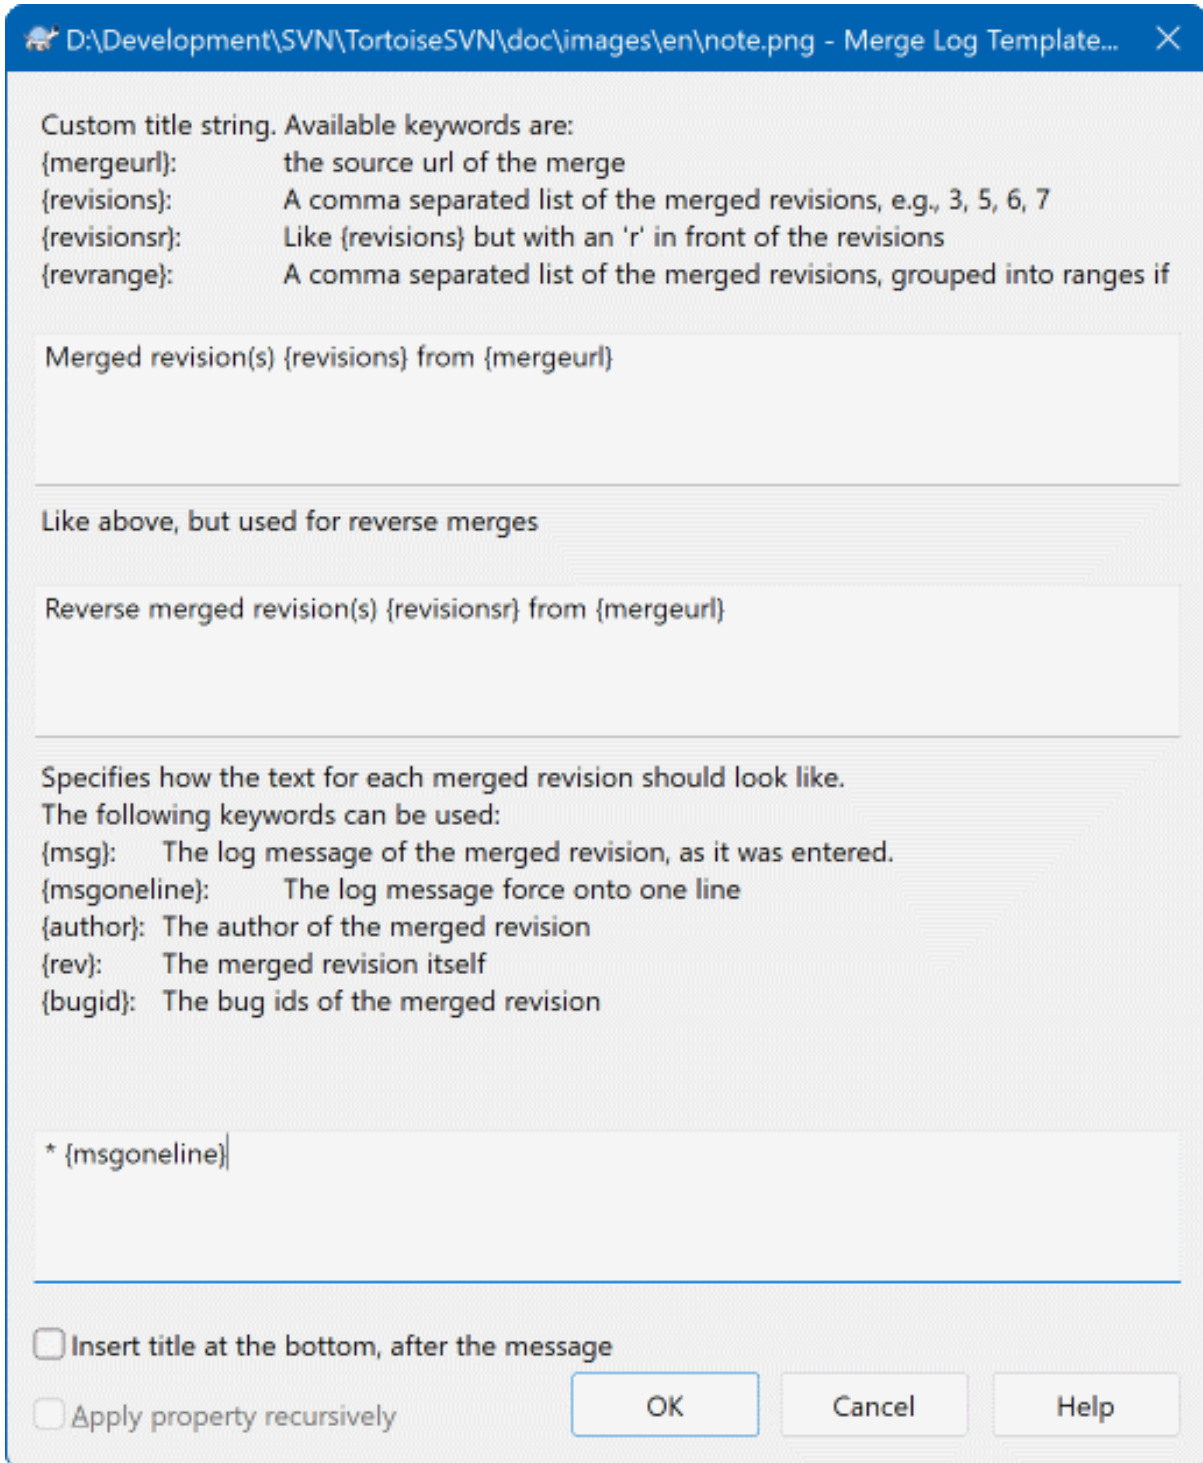 D:\Development\SVN\TortoiseSVN\doc\images\en\note.png - Merge Log Template...
Custom title string. Available keywords are:
{mergeurl}: the source url of the merge
{revisions}: A comma separated list of the merged revisions, e.g., 3, 5, 6, 7
{revisionsr}: Like {revisions} but with an 'r' in front of the revisions
{revrange}: A comma separated list of the merged revisions, grouped into ranges if
Merged revision(s) {revisions} from {mergeurl}
Like above, but used for reverse merges
Reverse merged revision(s) {revisionsr} from {mergeurl}
Specifies how the text for each merged revision should look like.
The following keywords can be used:
{msg}: The log message of the merged revision, as it was entered.
{msgoneline}: The log message force onto one line
{author}: The author of the merged revision
{rev}: The merged revision itself
{bugid}: The bug ids of the merged revision
* {msgoneline}
Insert title at the bottom, after the message
Apply property recursively
OK Cancel Help